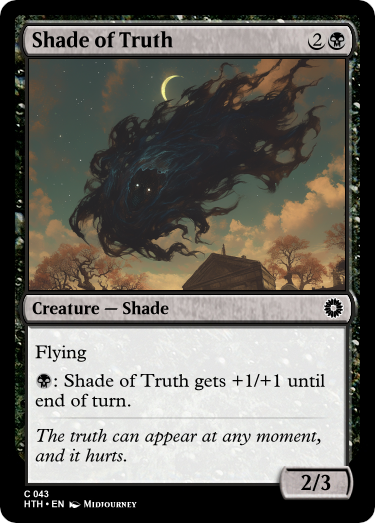 Shade of Truth 2
Creature — Shade
Flying
: Shade of Truth gets +1/+1 until
end of turn.
The truth can appear at any moment,
and it hurts.
2/3
C 043
HTH • EN Midjourney